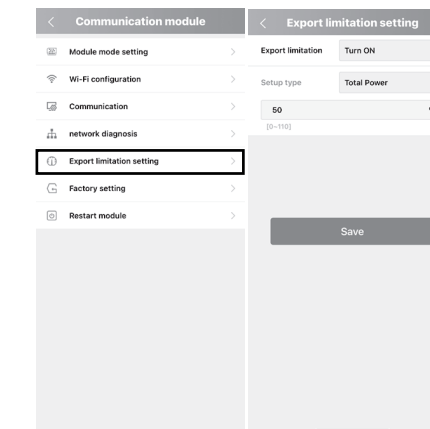 Communication module
Module mode setting
Wi-Fi configuration
Communication
network diagnosis
Export limitation setting
Factory setting
Restart module
Export limitation setting
Export limitation Turn ON
Setup type Total Power
50
[0~110]
Save